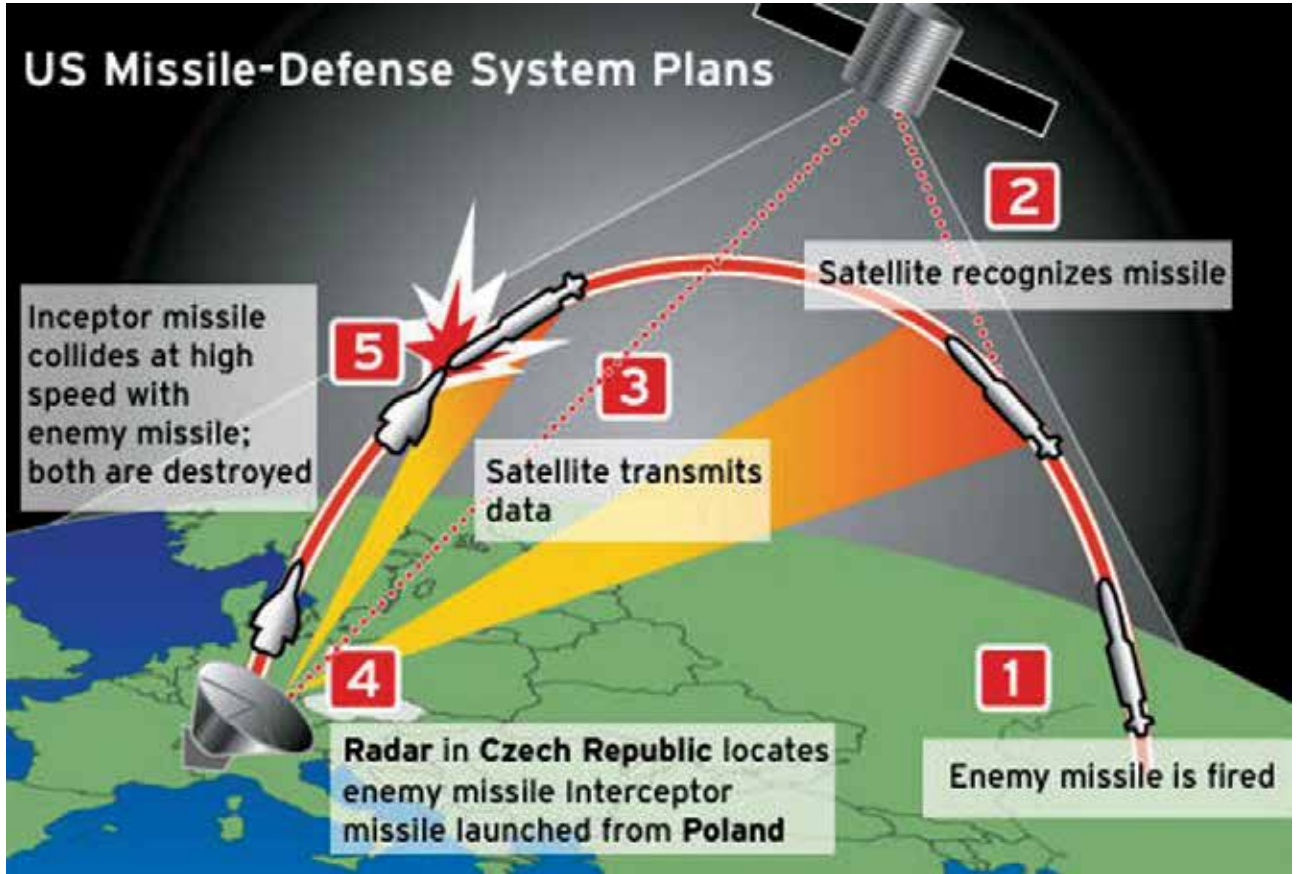 US Missile-Defense System Plans
2
Satellite recognizes missile
Inceptor missile
collides at high
speed with
enemy missile;
both are destroyed
5
3
Satellite transmits
data
4
Radar in Czech Republic locates
enemy missile Interceptor
missile launched from Poland
1
Enemy missile is fired